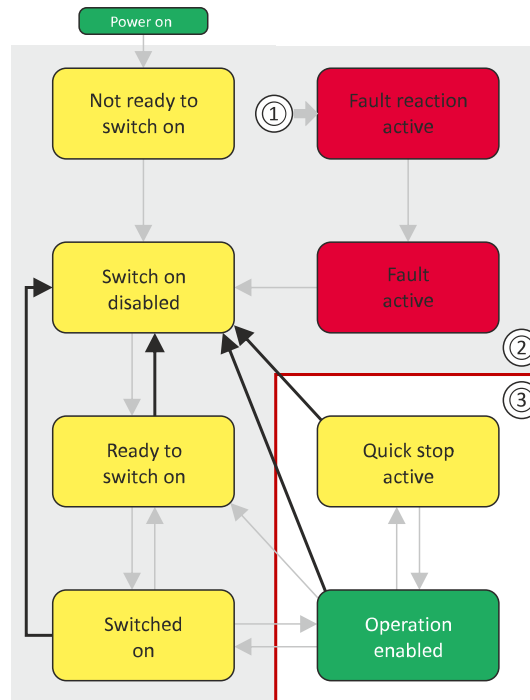 Power on
Not ready to
switch on
①
Fault reaction
active
Switch on
disabled
Fault
active
②
③
Ready to
switch on
Quick stop
active
Switched
on
Operation
enabled